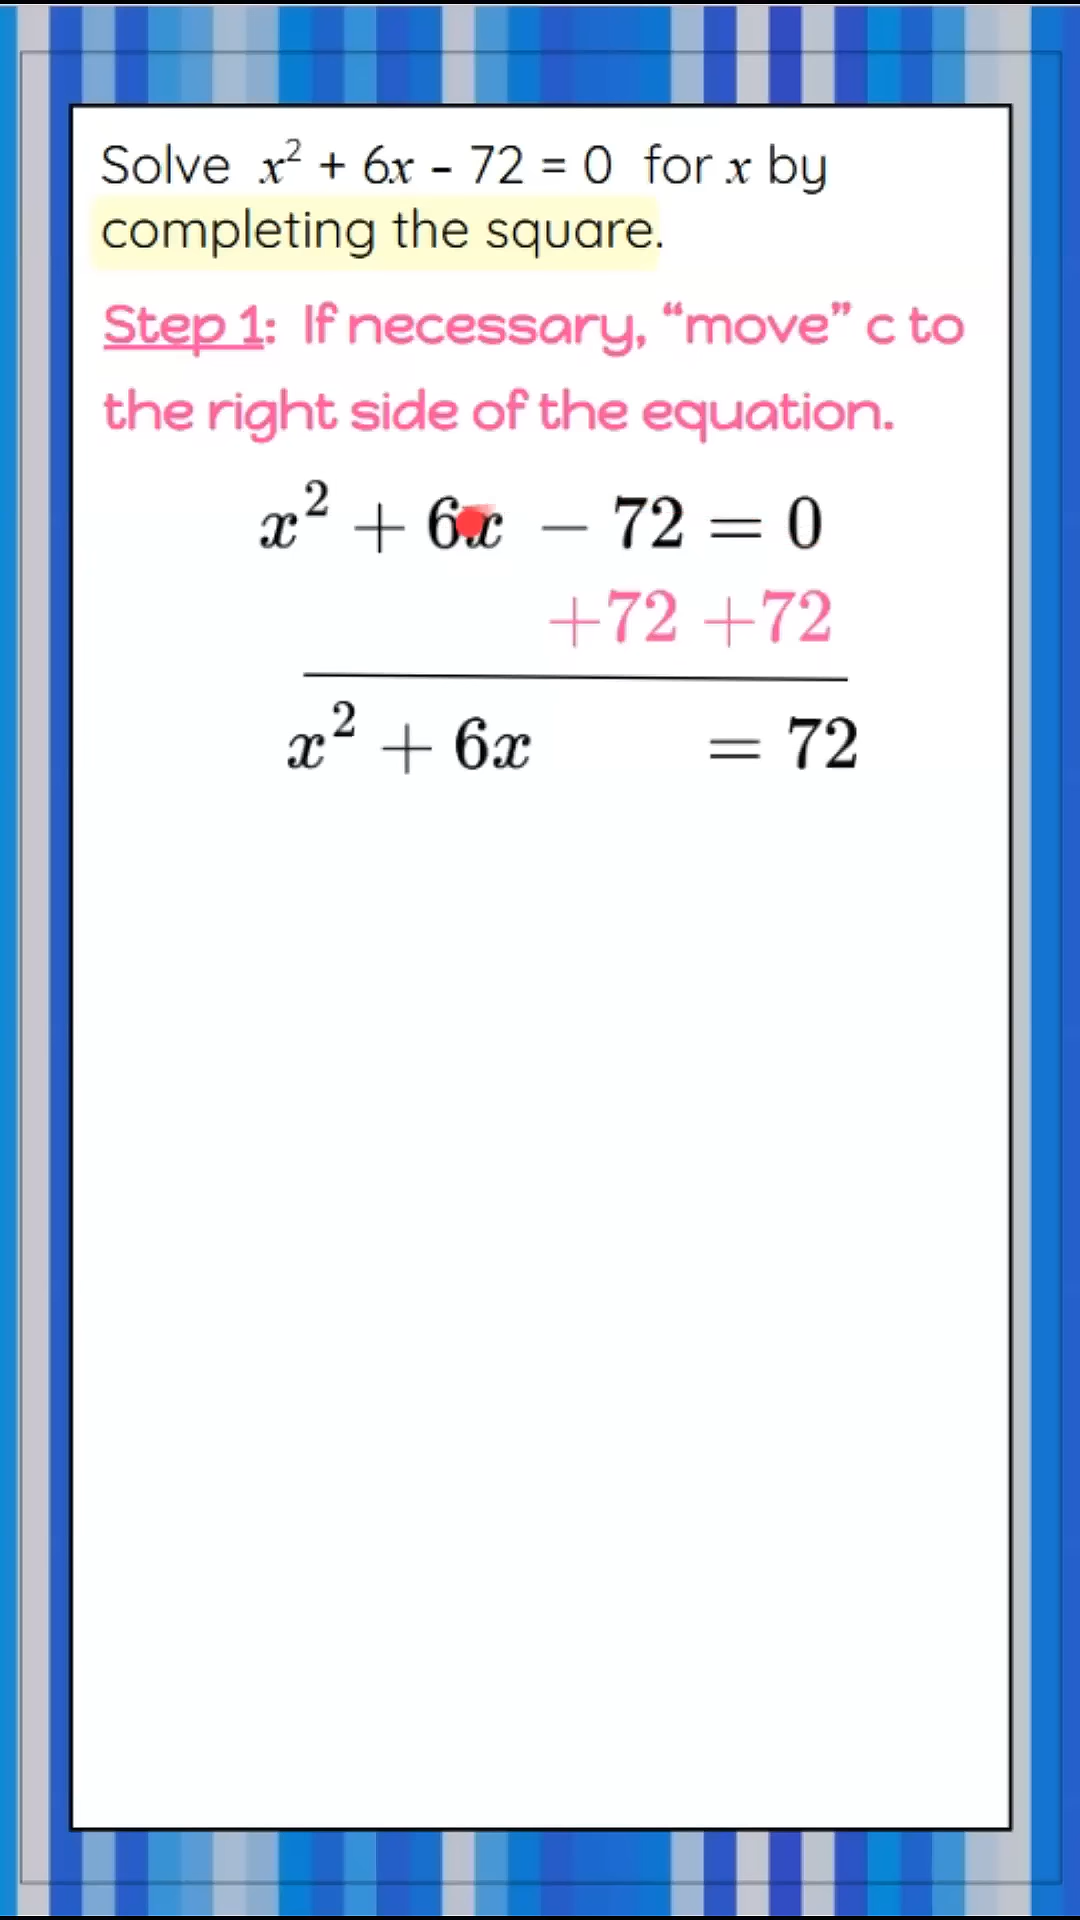 Solve x² + 6x - 72 = 0 for x by
completing the square.
Step 1: If necessary, “move” c to
the right side of the equation.
x² + 6x − 72 = 0
+72 +72
x² + 6x = 72